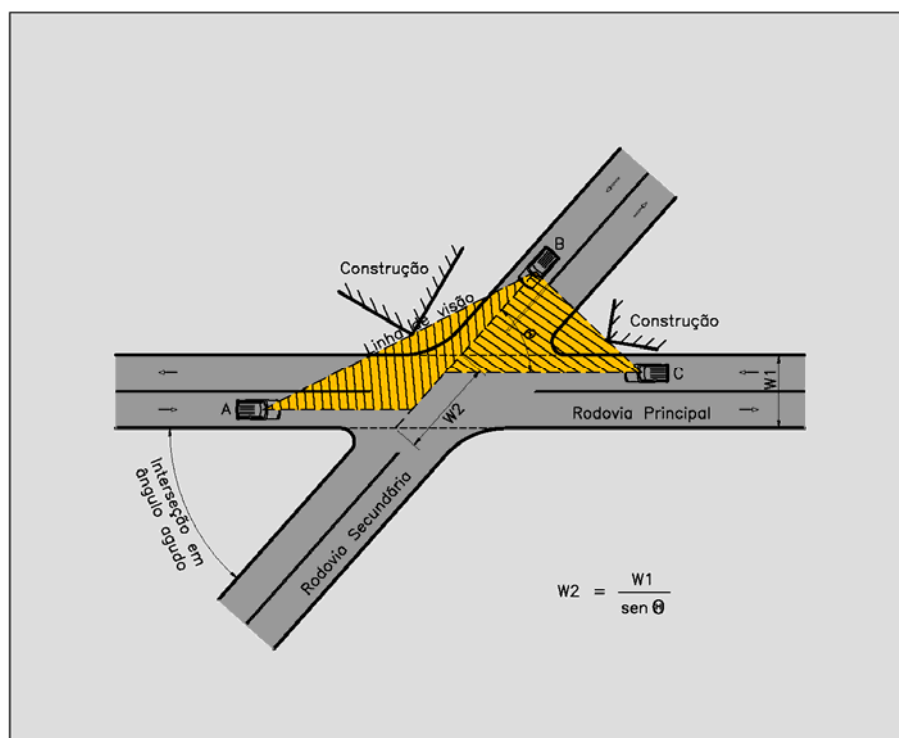 B
Construção
Linha de visão
Construção
Θ
C
W1
A
W2
Rodovia Principal
Interseção em
ângulo agudo
Rodovia Secundária
W2 = W1
sen Θ